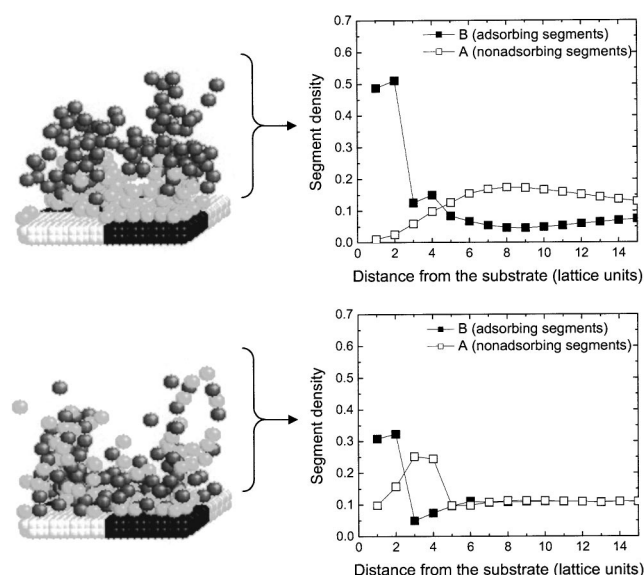 0.7
0.6
0.5
0.4
0.3
0.2
0.1
0.0
Segment density
B (adsorbing segments)
A (nonadsorbing segments)
0 2 4 6 8 10 12 14
Distance from the substrate (lattice units)
0.7
0.6
0.5
0.4
0.3
0.2
0.1
0.0
Segment density
B (adsorbing segments)
A (nonadsorbing segments)
0 2 4 6 8 10 12 14
Distance from the substrate (lattice units)